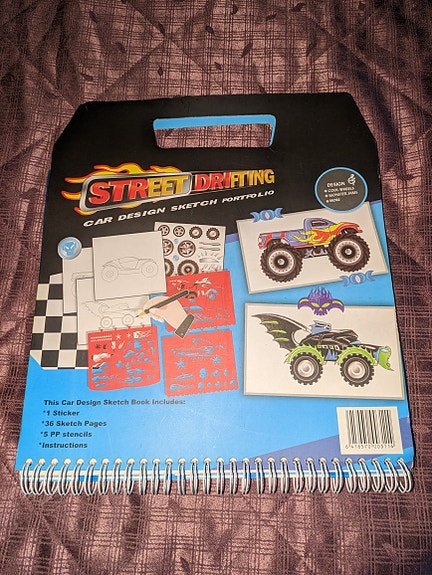 STREET DRIFTING
CAR DESIGN SKETCH PORTFOLIO
DESIGN
COOL WHEELS
MONSTER JAMS
MORE
This Car Design Sketch Book includes:
*1 Sticker
*36 Sketch Pages
*5 PP stencils
*Instructions